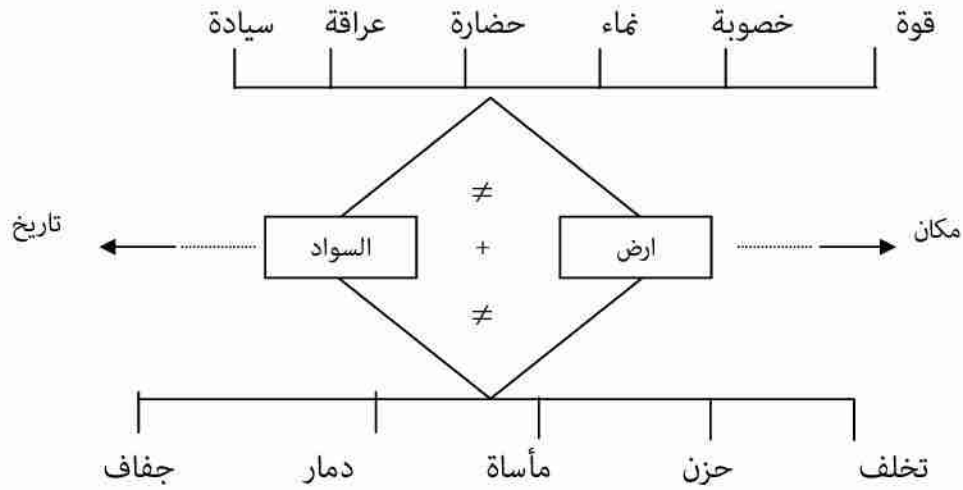 قوة خصوبة نماء حضارة عراقة سيادة
≠
مكان ارض + السواد تاريخ
≠
تخلف حزن مأساة دمار جفاف